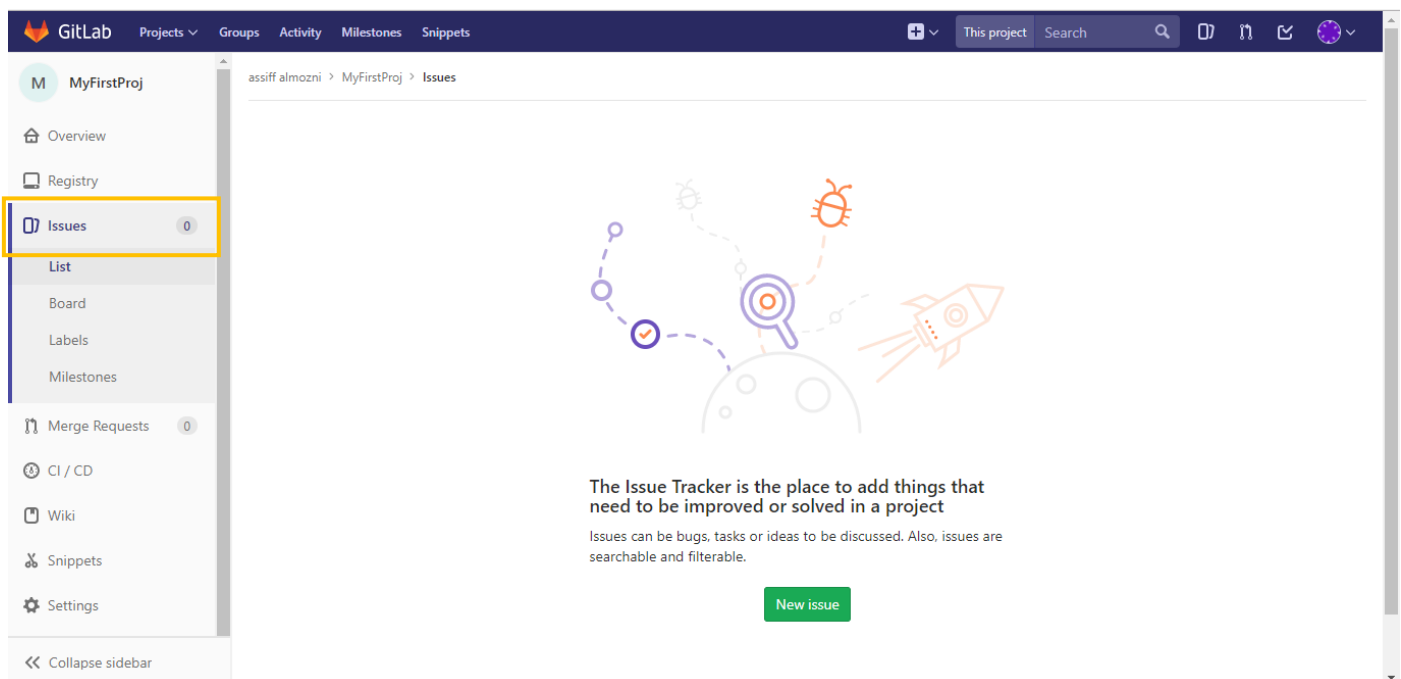 GitLab Projects Groups Activity Milestones Snippets This project Search
M MyFirstProj
assiff almozni > MyFirstProj > Issues
Overview
Registry
Issues 0
List
Board
Labels
Milestones
Merge Requests 0
CI / CD
Wiki
Snippets
Settings
Collapse sidebar
The Issue Tracker is the place to add things that
need to be improved or solved in a project
Issues can be bugs, tasks or ideas to be discussed. Also, issues are
searchable and filterable.
New issue